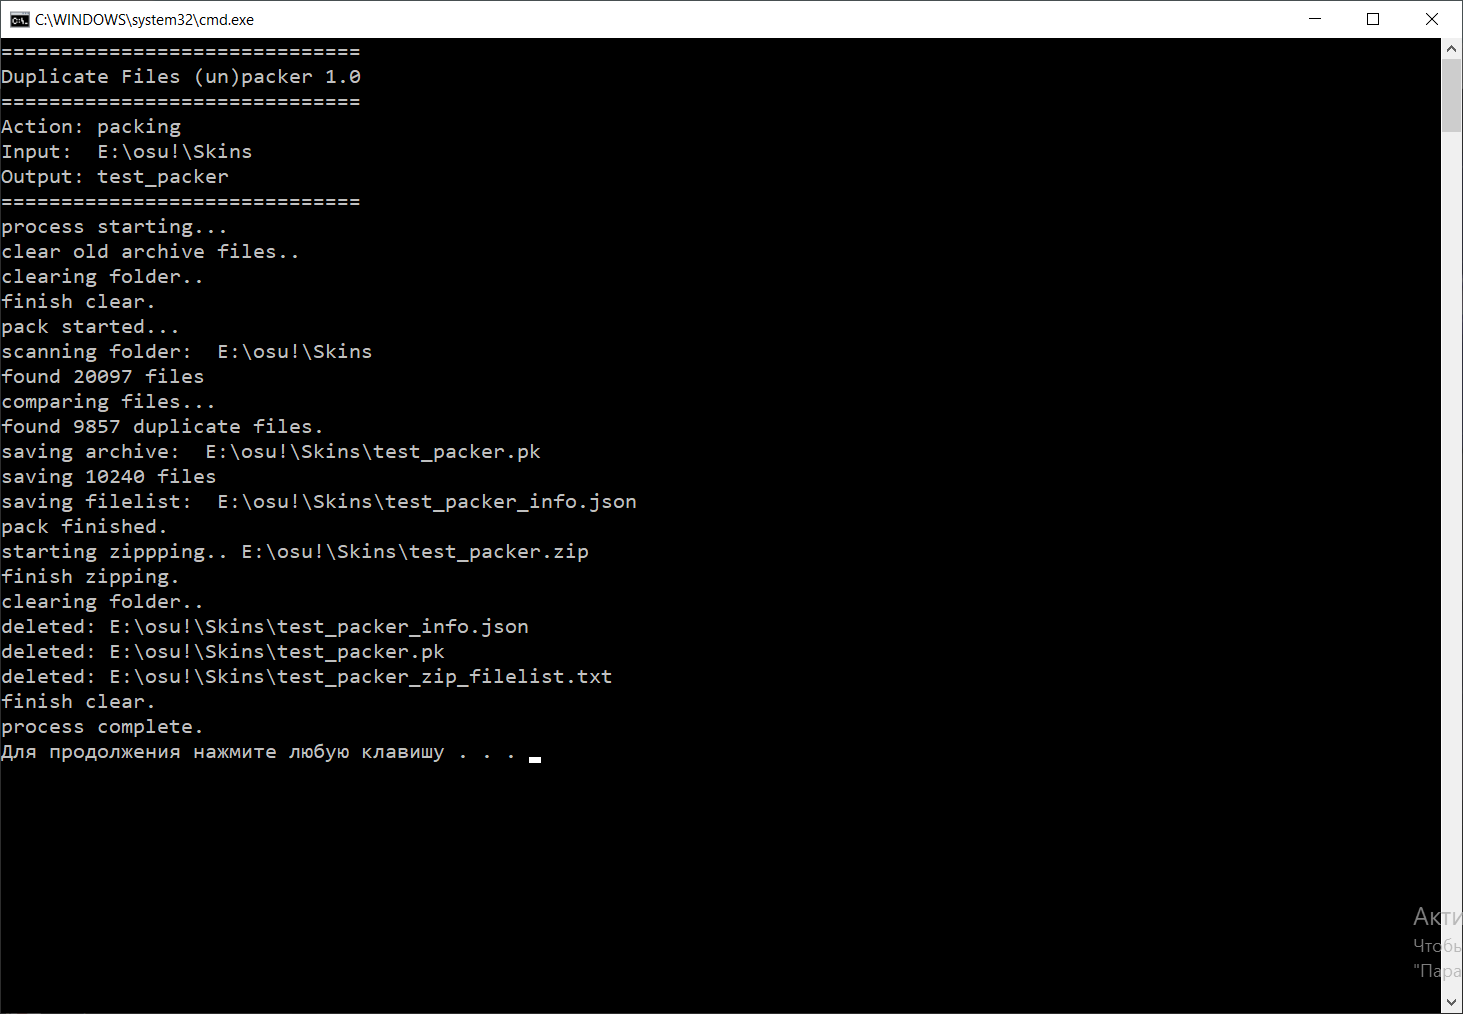 C:\WINDOWS\system32\cmd.exe
==============================
Duplicate Files (un)packer 1.0
==============================
Action: packing
Input:  E:\osu!\Skins
Output: test_packer
==============================
process starting...
clear old archive files..
clearing folder..
finish clear.
pack started...
scanning folder:  E:\osu!\Skins
found 20097 files
comparing files...
found 9857 duplicate files.
saving archive:  E:\osu!\Skins\test_packer.pk
saving 10240 files
saving filelist:  E:\osu!\Skins\test_packer_info.json
pack finished.
starting zippping.. E:\osu!\Skins\test_packer.zip
finish zipping.
clearing folder..
deleted: E:\osu!\Skins\test_packer_info.json
deleted: E:\osu!\Skins\test_packer.pk
deleted: E:\osu!\Skins\test_packer_zip_filelist.txt
finish clear.
process complete.
Для продолжения нажмите любую клавишу . . .
Акти
Чтобы
"Пара